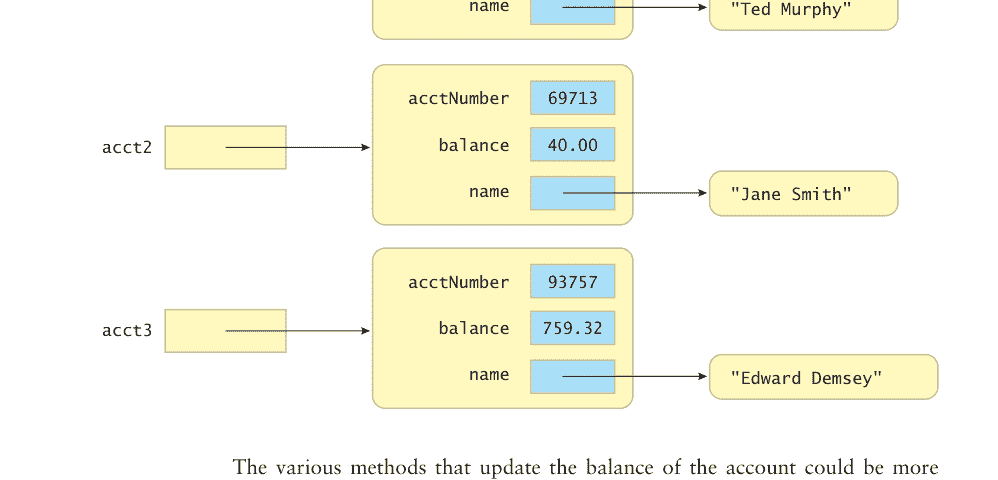 name "Ted Murphy"
acctNumber 69713
acct2 balance 40.00
name "Jane Smith"
acctNumber 93757
acct3 balance 759.32
name "Edward Demsey"
The various methods that update the balance of the account could be more